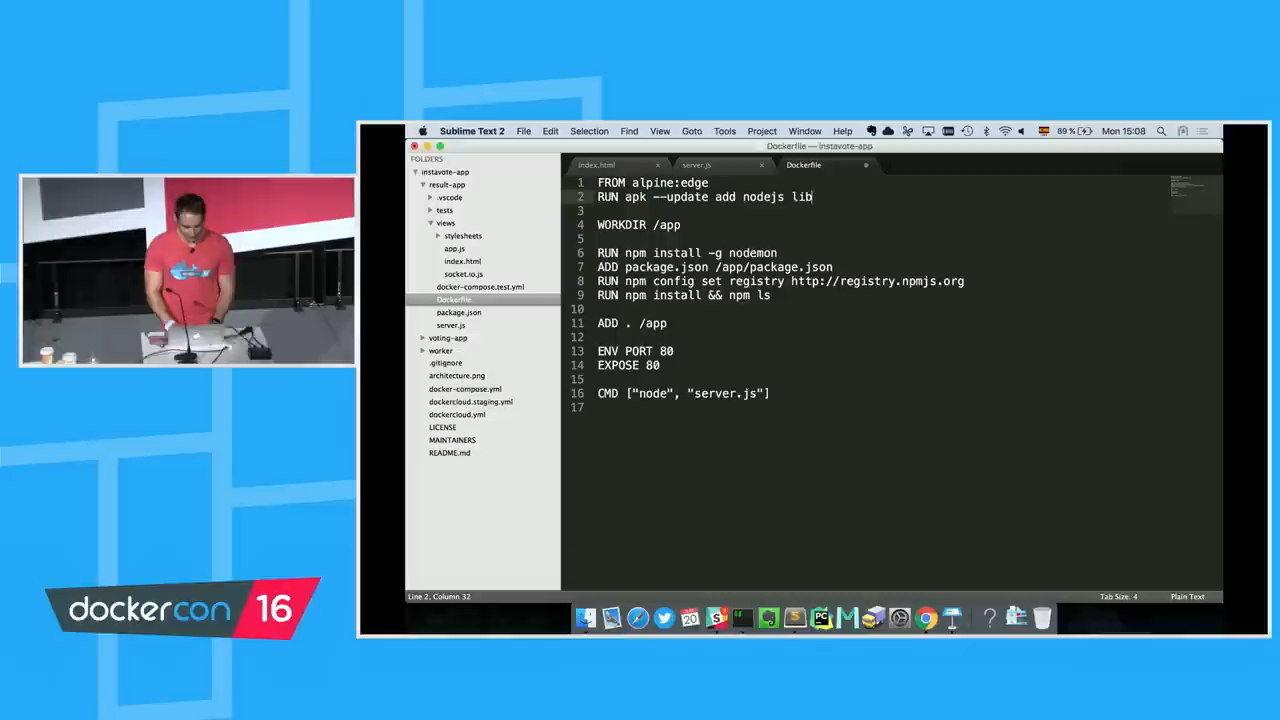 Sublime Text 2 File Edit Selection Find View Goto Tools Project Window Help 89 % Mon 15:08
Dockerfile — instavote-app
FOLDERS
instavote-app
result-app
.vscode
tests
views
stylesheets
app.js
index.html
socket.io.js
docker-compose.test.yml
Dockerfile
package.json
server.js
voting-app
worker
.gitignore
architecture.png
docker-compose.yml
dockercloud.staging.yml
dockercloud.yml
LICENSE
MAINTAINERS
README.md
index.html server.js Dockerfile
1 FROM alpine:edge
2 RUN apk --update add nodejs lib
3
4 WORKDIR /app
5
6 RUN npm install -g nodemon
7 ADD package.json /app/package.json
8 RUN npm config set registry http://registry.npmjs.org
9 RUN npm install && npm ls
10
11 ADD . /app
12
13 ENV PORT 80
14 EXPOSE 80
15
16 CMD ["node", "server.js"]
17
Line 2, Column 32 Tab Size: 4 Plain Text
20
PC
dockercon 16